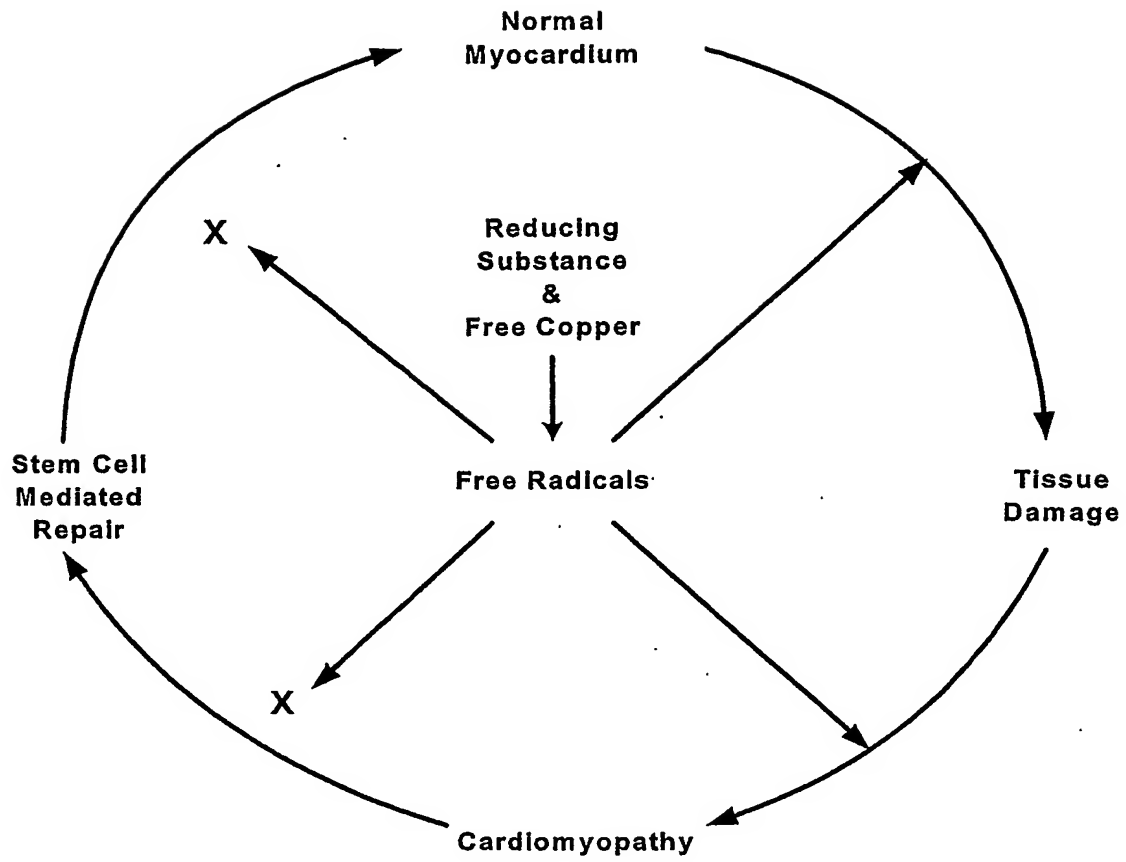 Normal
Myocardium
X
Reducing
Substance
&
Free Copper
Stem Cell
Mediated
Repair
Free Radicals
Tissue
Damage
X
Cardiomyopathy